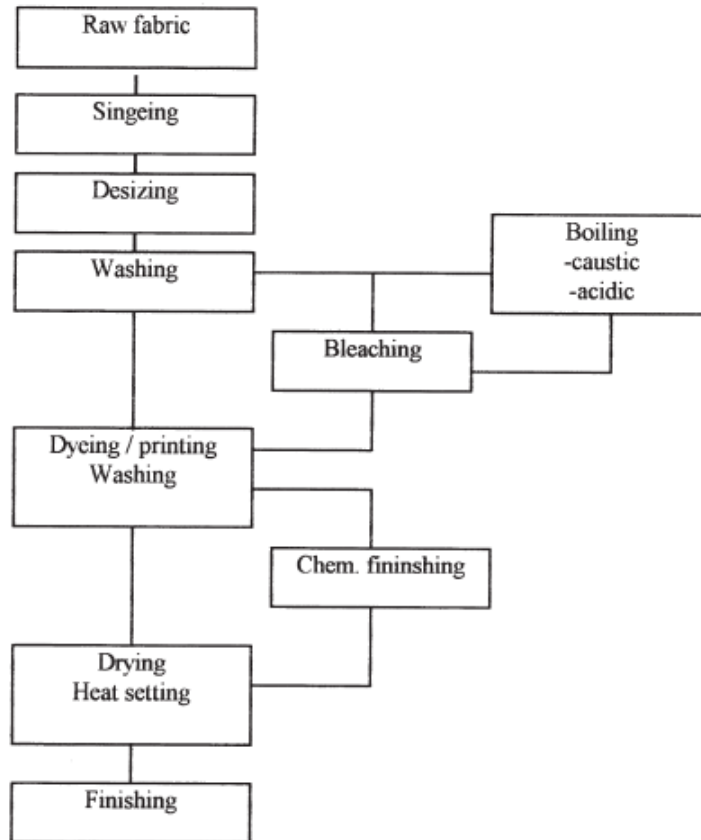 Raw fabric
Singeing
Desizing
Washing
Boiling
-caustic
-acidic
Bleaching
Dyeing / printing
Washing
Chem. fininshing
Drying
Heat setting
Finishing